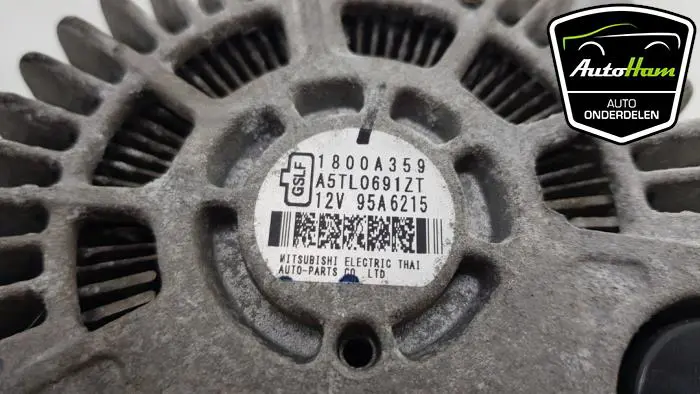 AutoHam
AUTO
ONDERDELEN
GSLF
1800A359
A5TL0691ZT
12V 95A6215
MITSUBISHI ELECTRIC THAI
AUTO-PARTS CO. LTD.